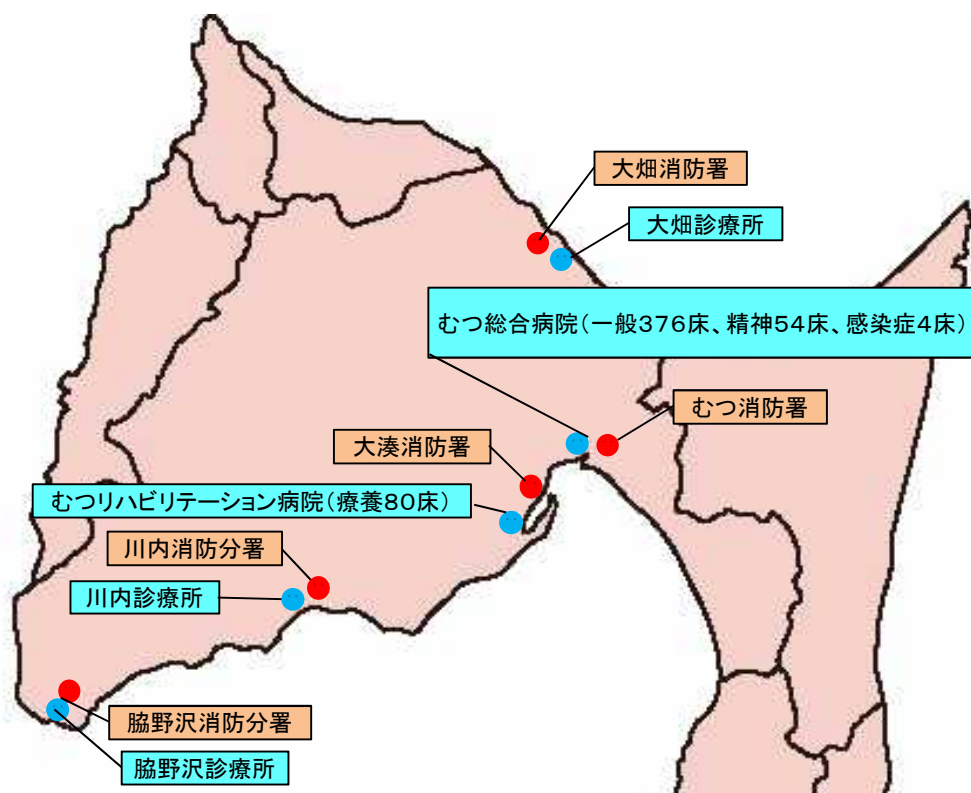 大畑消防署
大畑診療所
むつ総合病院(一般376床、精神54床、感染症4床)
むつ消防署
大湊消防署
むつリハビリテーション病院(療養80床)
川内消防分署
川内診療所
脇野沢消防分署
脇野沢診療所